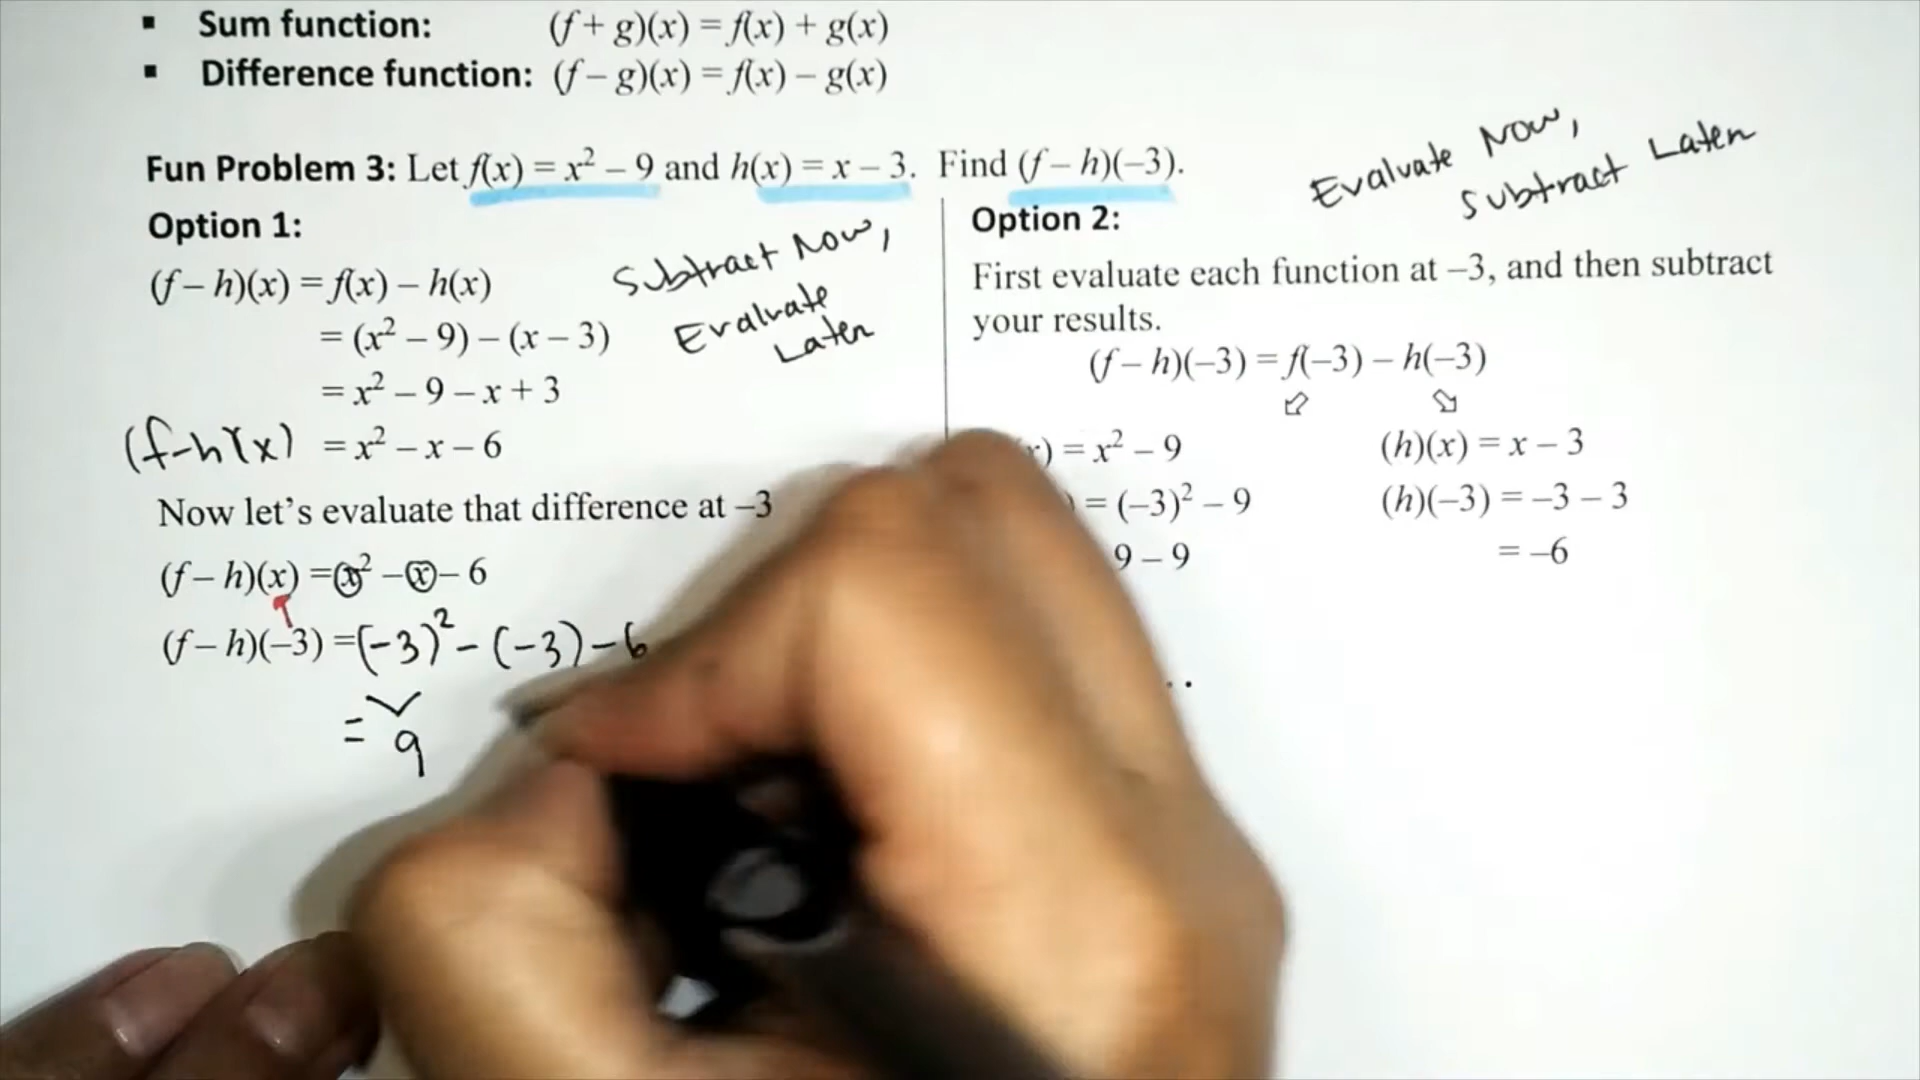 ▪ Sum function: (f + g)(x) = f(x) + g(x)
▪ Difference function: (f – g)(x) = f(x) – g(x)
Fun Problem 3: Let f(x) = x² – 9 and h(x) = x – 3. Find (f – h)(–3).
Option 1:
Subtract Now,
Evaluate
Later
(f – h)(x) = f(x) – h(x)
= (x² – 9) – (x – 3)
= x² – 9 – x + 3
(f-h)(x) = x² – x – 6
Now let's evaluate that difference at –3
(f – h)(x) = x² – x – 6
(f – h)(–3) = (-3)² - (-3) - 6
= 9
Evaluate Now,
Subtract Later
Option 2:
First evaluate each function at –3, and then subtract
your results.
(f – h)(–3) = f(–3) – h(–3)
) = x² – 9
) = (–3)² – 9
9 – 9
(h)(x) = x – 3
(h)(–3) = –3 – 3
= –6